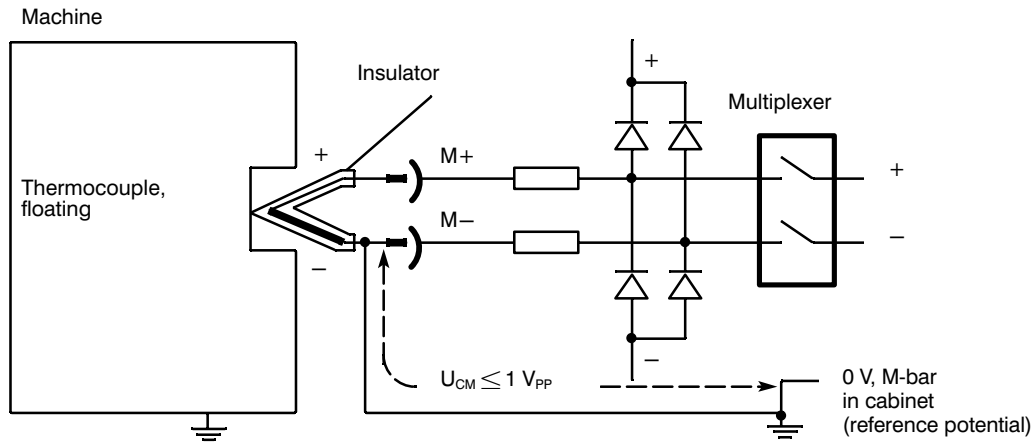 Machine
Insulator
Multiplexer
Thermocouple,
floating
+
−
M+
M−
+
−
+
−
U_CM ≤ 1 V_PP
0 V, M-bar
in cabinet
(reference potential)